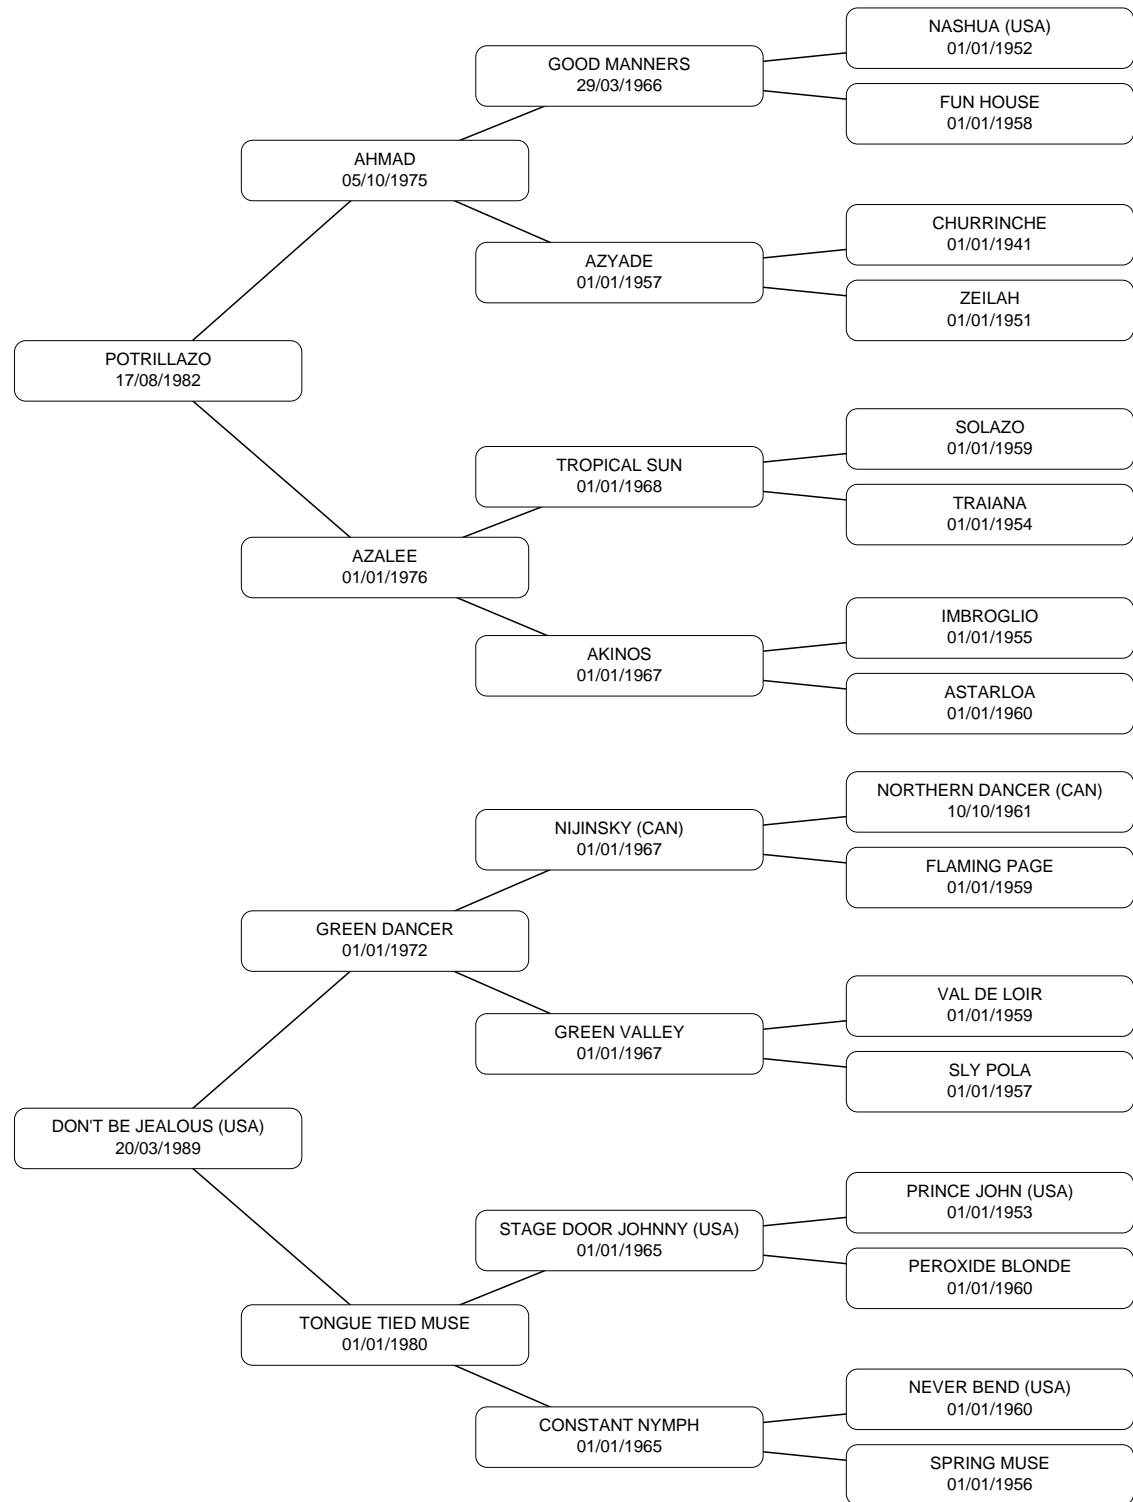 NASHUA (USA)
01/01/1952
GOOD MANNERS
29/03/1966
FUN HOUSE
01/01/1958
AHMAD
05/10/1975
CHURRINCHE
01/01/1941
AZYADE
01/01/1957
ZEILAH
01/01/1951
POTRILLAZO
17/08/1982
SOLAZO
01/01/1959
TROPICAL SUN
01/01/1968
TRAIANA
01/01/1954
AZALEE
01/01/1976
IMBROGLIO
01/01/1955
AKINOS
01/01/1967
ASTARLOA
01/01/1960
NORTHERN DANCER (CAN)
10/10/1961
NIJINSKY (CAN)
01/01/1967
FLAMING PAGE
01/01/1959
GREEN DANCER
01/01/1972
VAL DE LOIR
01/01/1959
GREEN VALLEY
01/01/1967
SLY POLA
01/01/1957
DON'T BE JEALOUS (USA)
20/03/1989
PRINCE JOHN (USA)
01/01/1953
STAGE DOOR JOHNNY (USA)
01/01/1965
PEROXIDE BLONDE
01/01/1960
TONGUE TIED MUSE
01/01/1980
NEVER BEND (USA)
01/01/1960
CONSTANT NYMPH
01/01/1965
SPRING MUSE
01/01/1956